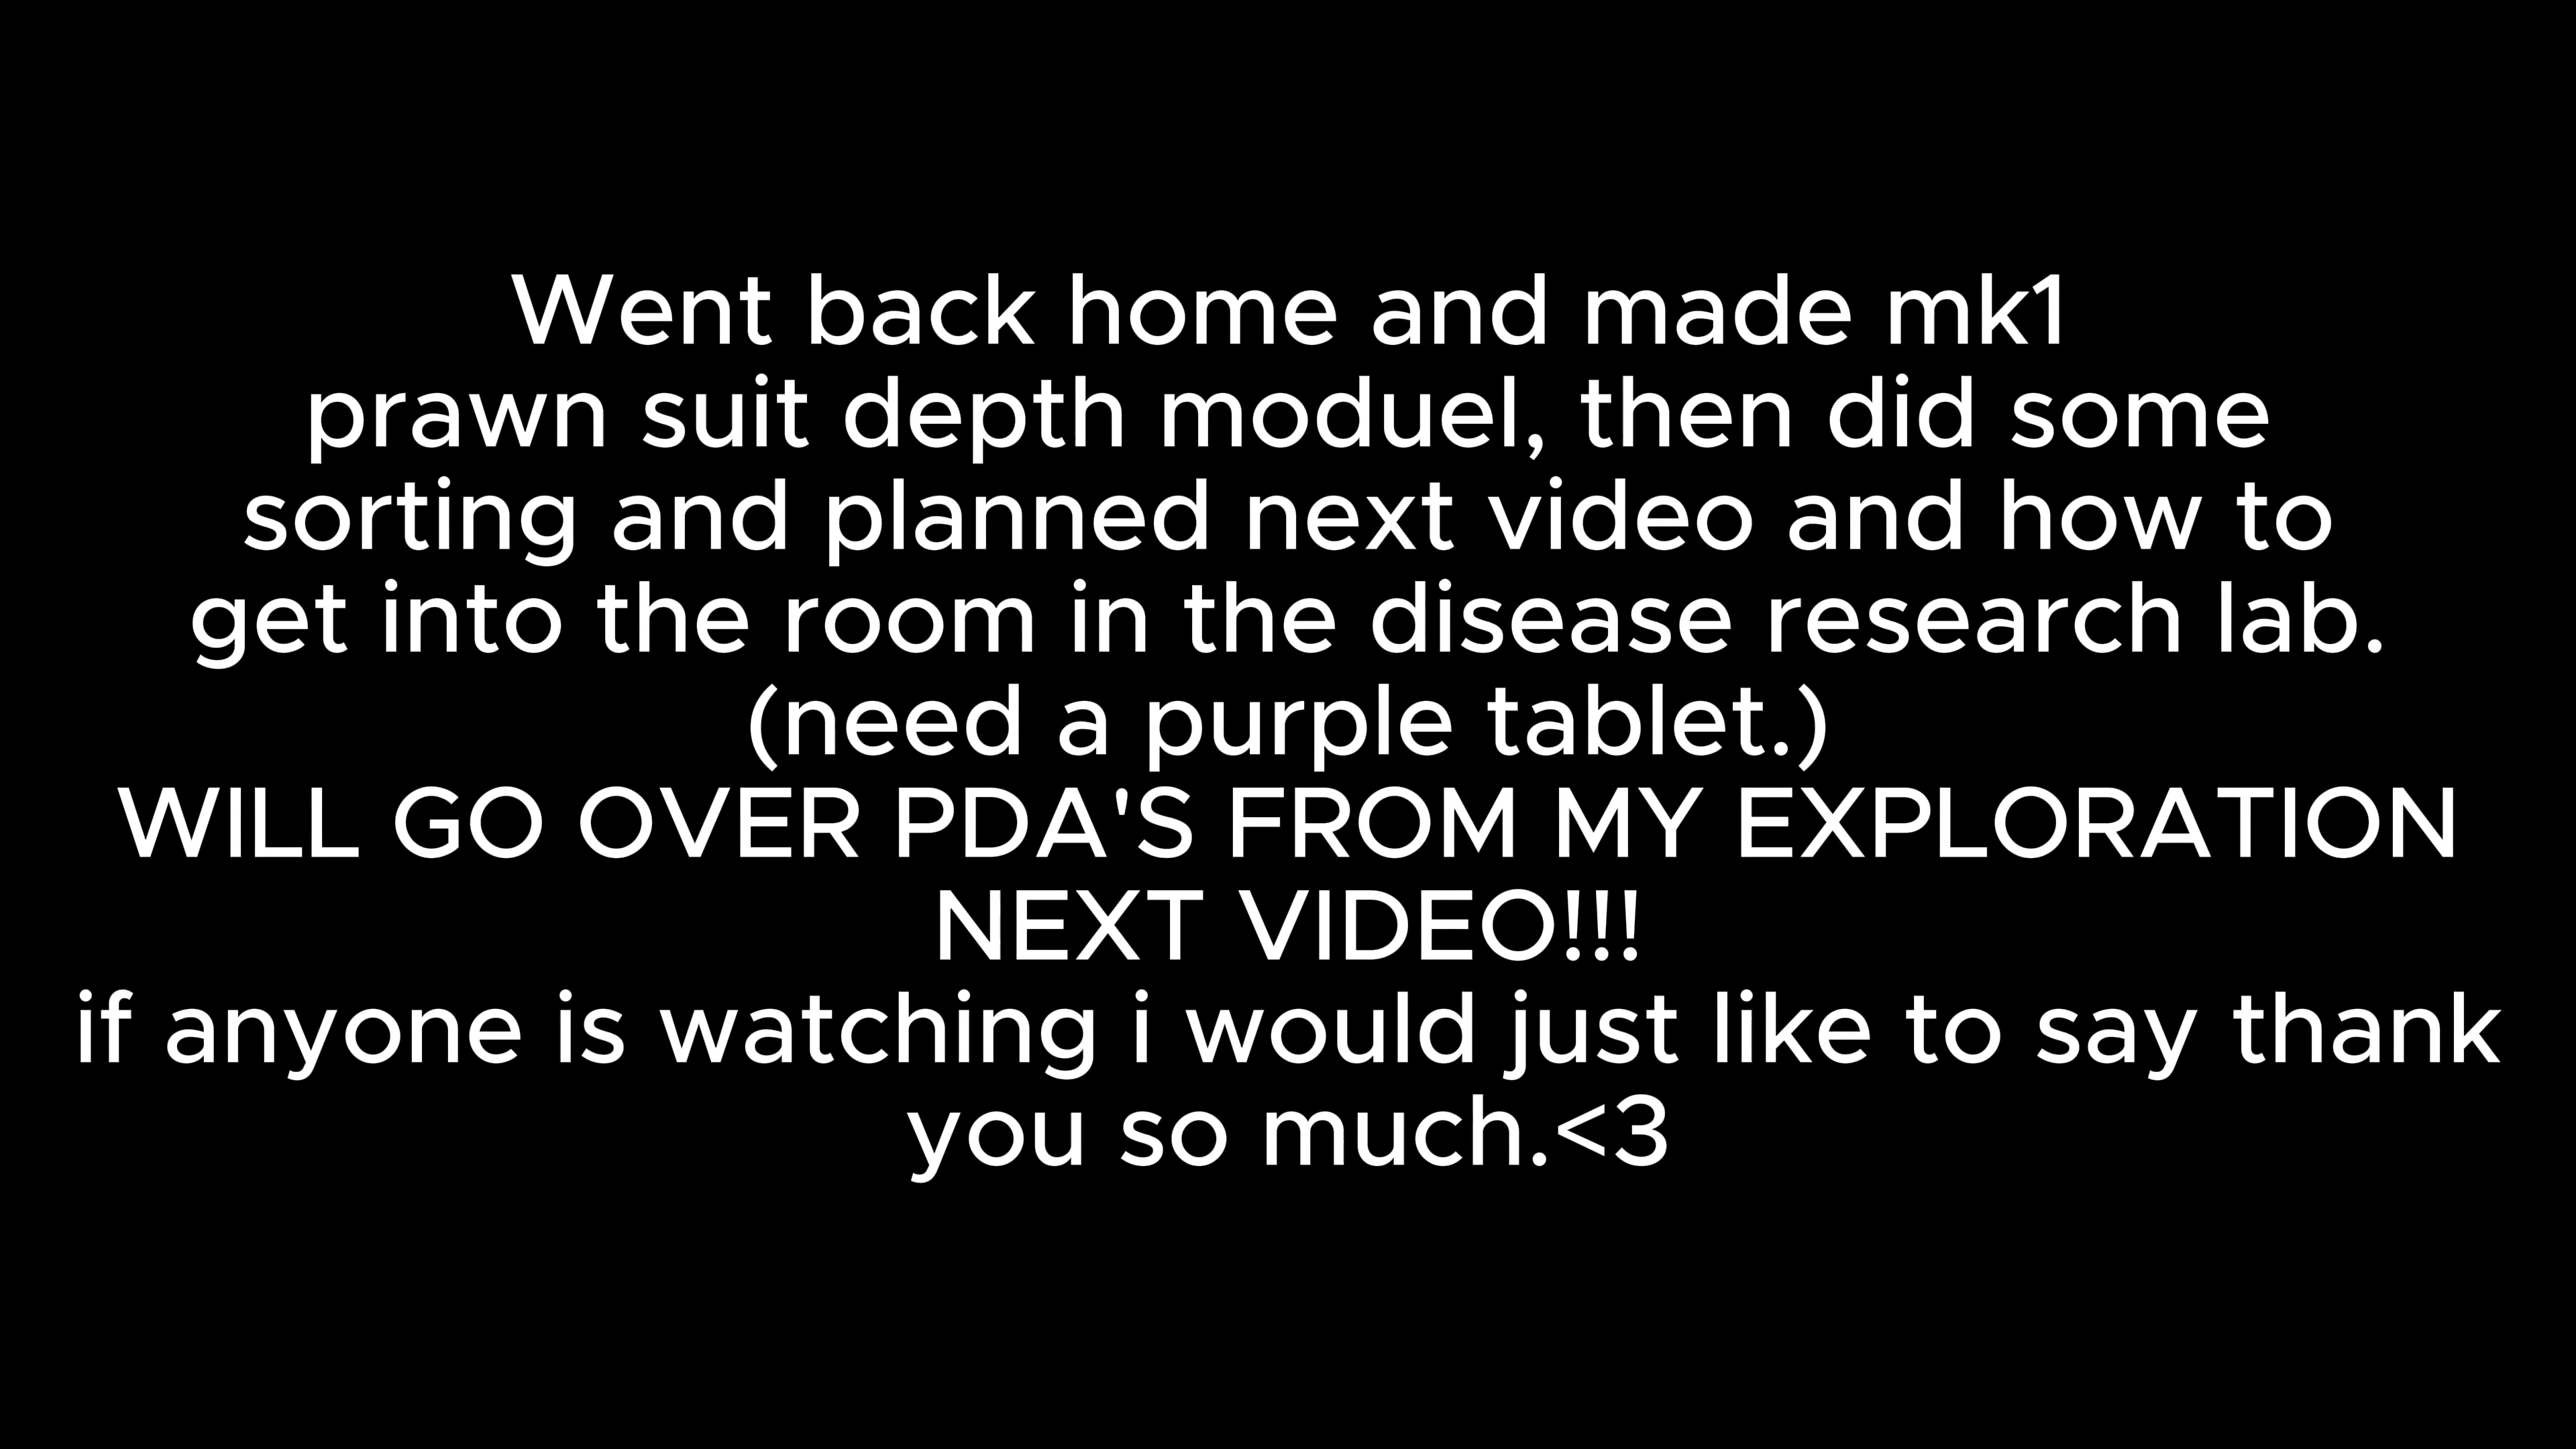 Went back home and made mk1
prawn suit depth moduel, then did some
sorting and planned next video and how to
get into the room in the disease research lab.
(need a purple tablet.)
WILL GO OVER PDA'S FROM MY EXPLORATION
NEXT VIDEO!!!
if anyone is watching i would just like to say thank
you so much.<3